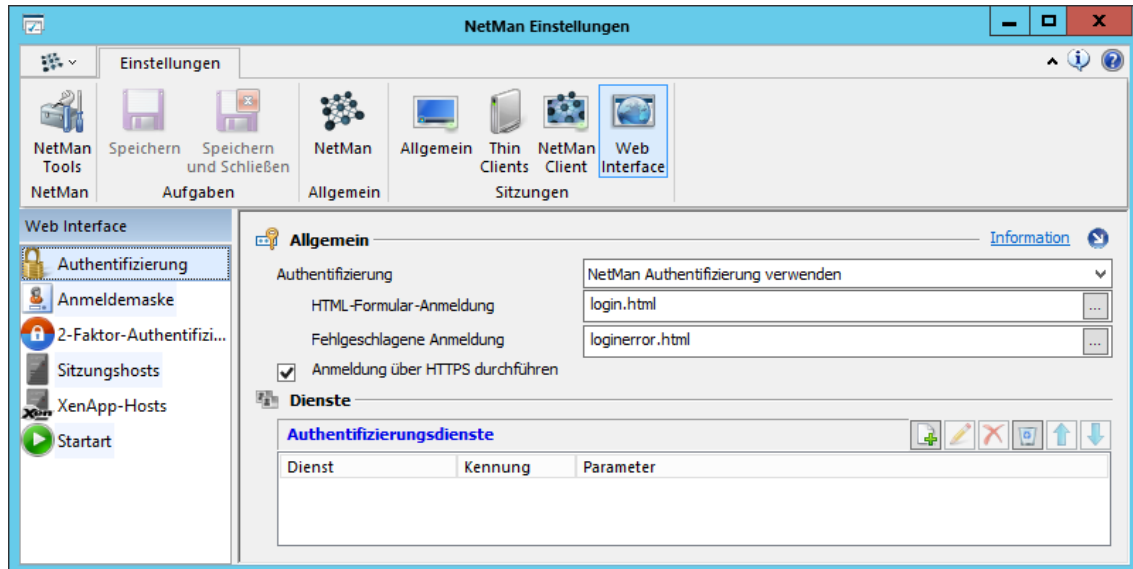 NetMan Einstellungen
Einstellungen
NetMan Tools
Speichern
Speichern und Schließen
NetMan
Allgemein
Thin Clients
NetMan Client
Web Interface
NetMan
Aufgaben
Allgemein
Sitzungen
Web Interface
Authentifizierung
Anmeldemaske
2-Faktor-Authentifizi...
Sitzungshosts
Xen XenApp-Hosts
Startart
Allgemein
Information
Authentifizierung
NetMan Authentifizierung verwenden
HTML-Formular-Anmeldung
login.html
...
Fehlgeschlagene Anmeldung
loginerror.html
...
Anmeldung über HTTPS durchführen
Dienste
Authentifizierungsdienste
Dienst
Kennung
Parameter